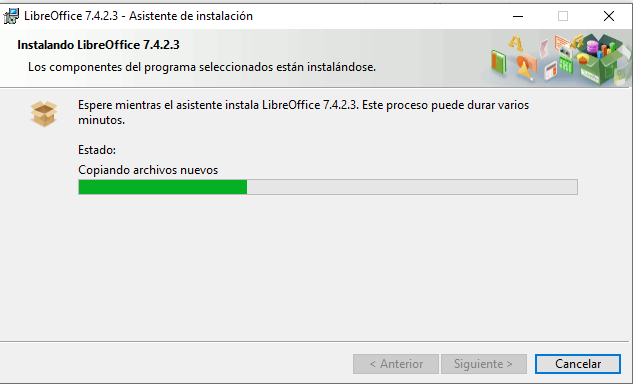 LibreOffice 7.4.2.3 - Asistente de instalación
Instalando LibreOffice 7.4.2.3
Los componentes del programa seleccionados están instalándose.
Espere mientras el asistente instala LibreOffice 7.4.2.3. Este proceso puede durar varios
minutos.
Estado:
Copiando archivos nuevos
< Anterior
Siguiente >
Cancelar